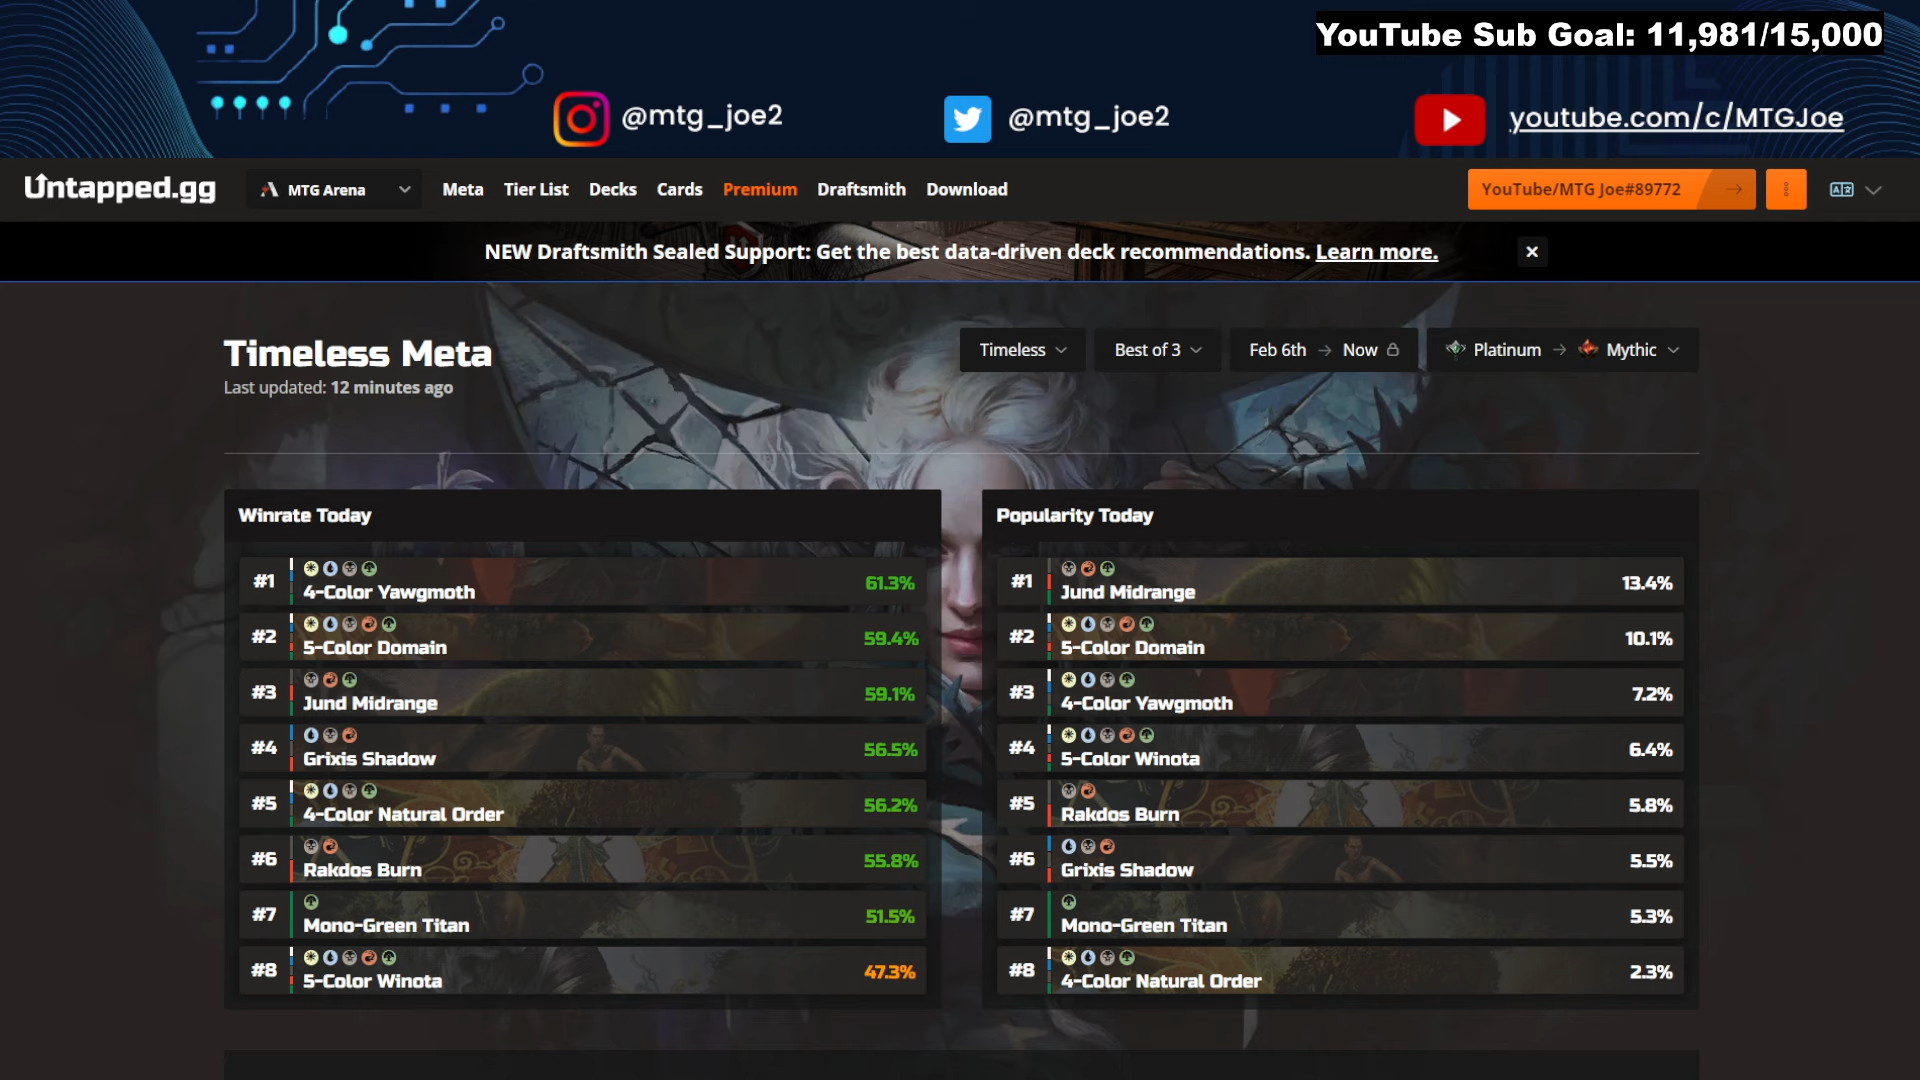 YouTube Sub Goal: 11,981/15,000
@mtg_joe2
@mtg_joe2
youtube.com/c/MTGJoe
Untapped.gg
MTG Arena
Meta
Tier List
Decks
Cards
Premium
Draftsmith
Download
YouTube/MTG Joe#89772
NEW Draftsmith Sealed Support: Get the best data-driven deck recommendations. Learn more.
Timeless Meta
Last updated: 12 minutes ago
Timeless
Best of 3
Feb 6th → Now
Platinum → Mythic
Winrate Today
#1 4-Color Yawgmoth 61.3%
#2 5-Color Domain 59.4%
#3 Jund Midrange 59.1%
#4 Grixis Shadow 56.5%
#5 4-Color Natural Order 56.2%
#6 Rakdos Burn 55.8%
#7 Mono-Green Titan 51.5%
#8 5-Color Winota 47.3%
Popularity Today
#1 Jund Midrange 13.4%
#2 5-Color Domain 10.1%
#3 4-Color Yawgmoth 7.2%
#4 5-Color Winota 6.4%
#5 Rakdos Burn 5.8%
#6 Grixis Shadow 5.5%
#7 Mono-Green Titan 5.3%
#8 4-Color Natural Order 2.3%